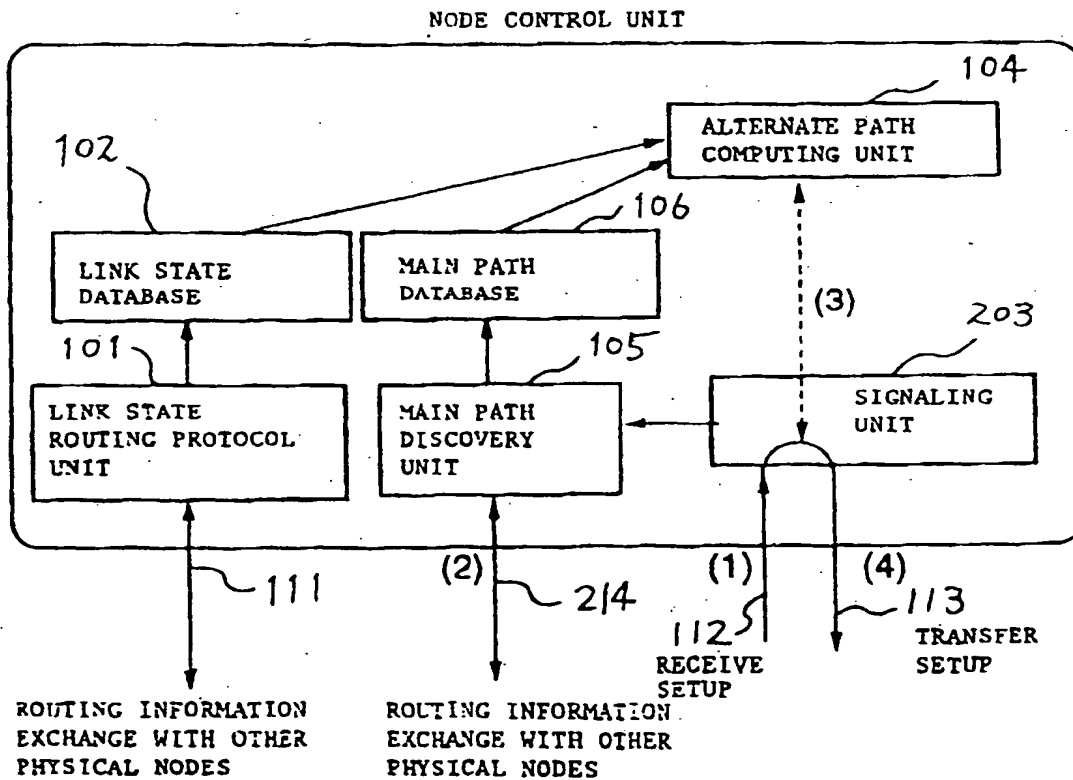 NODE CONTROL UNIT
104
ALTERNATE PATH
COMPUTING UNIT
102
106
LINK STATE
DATABASE
MAIN PATH
DATABASE
(3)
203
101
105
LINK STATE
ROUTING PROTOCOL
UNIT
MAIN PATH
DISCOVERY
UNIT
SIGNALING
UNIT
(2)
(1)
(4)
111
214
112
113
RECEIVE
SETUP
TRANSFER
SETUP
ROUTING INFORMATION
EXCHANGE WITH OTHER
PHYSICAL NODES
ROUTING INFORMATION
EXCHANGE WITH OTHER
PHYSICAL NODES